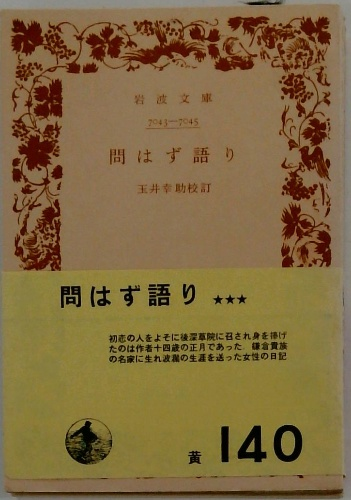 岩波文庫
7043—7045
問はず語り
玉井幸助校訂
問はず語り ★★★
初恋の人をよそに後深草院に召され身を捧げ
たのは作者十四歳の正月であった 鎌倉貴族
の名家に生れ波瀾の生涯を送った女性の日記
黄 140